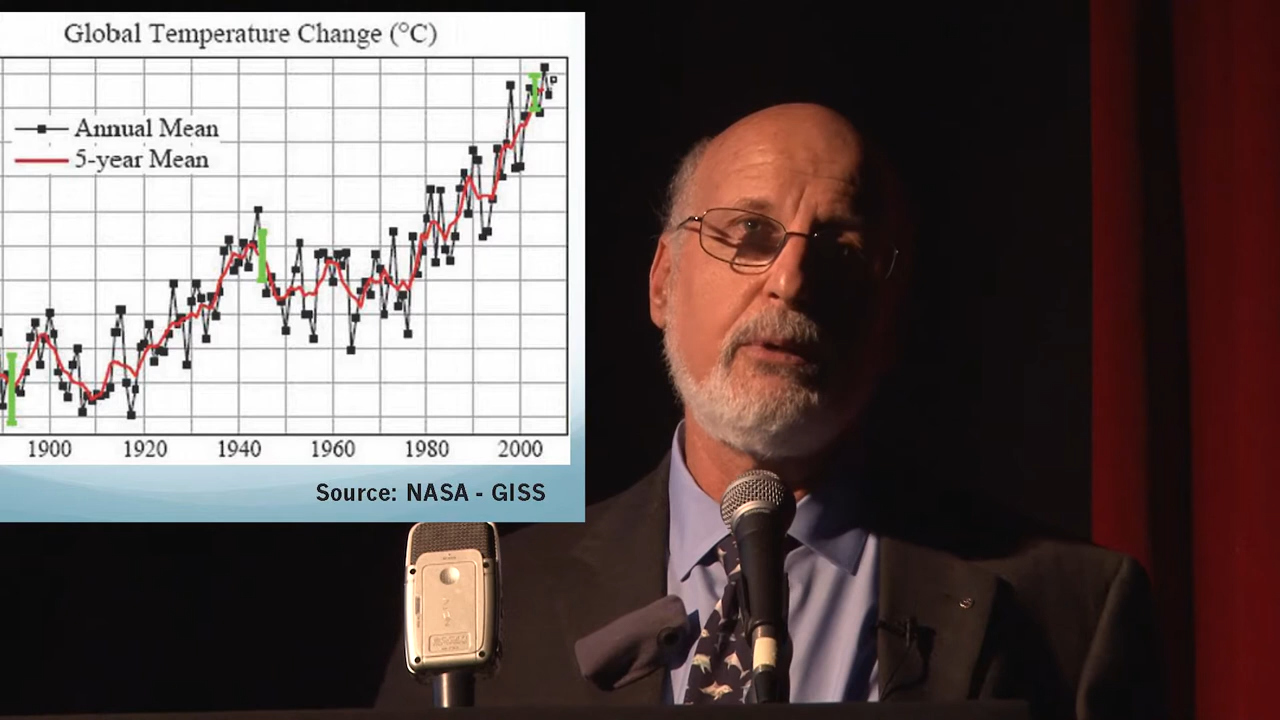 Global Temperature Change (°C)
Annual Mean
5-year Mean
1900 1920 1940 1960 1980 2000
Source: NASA - GISS